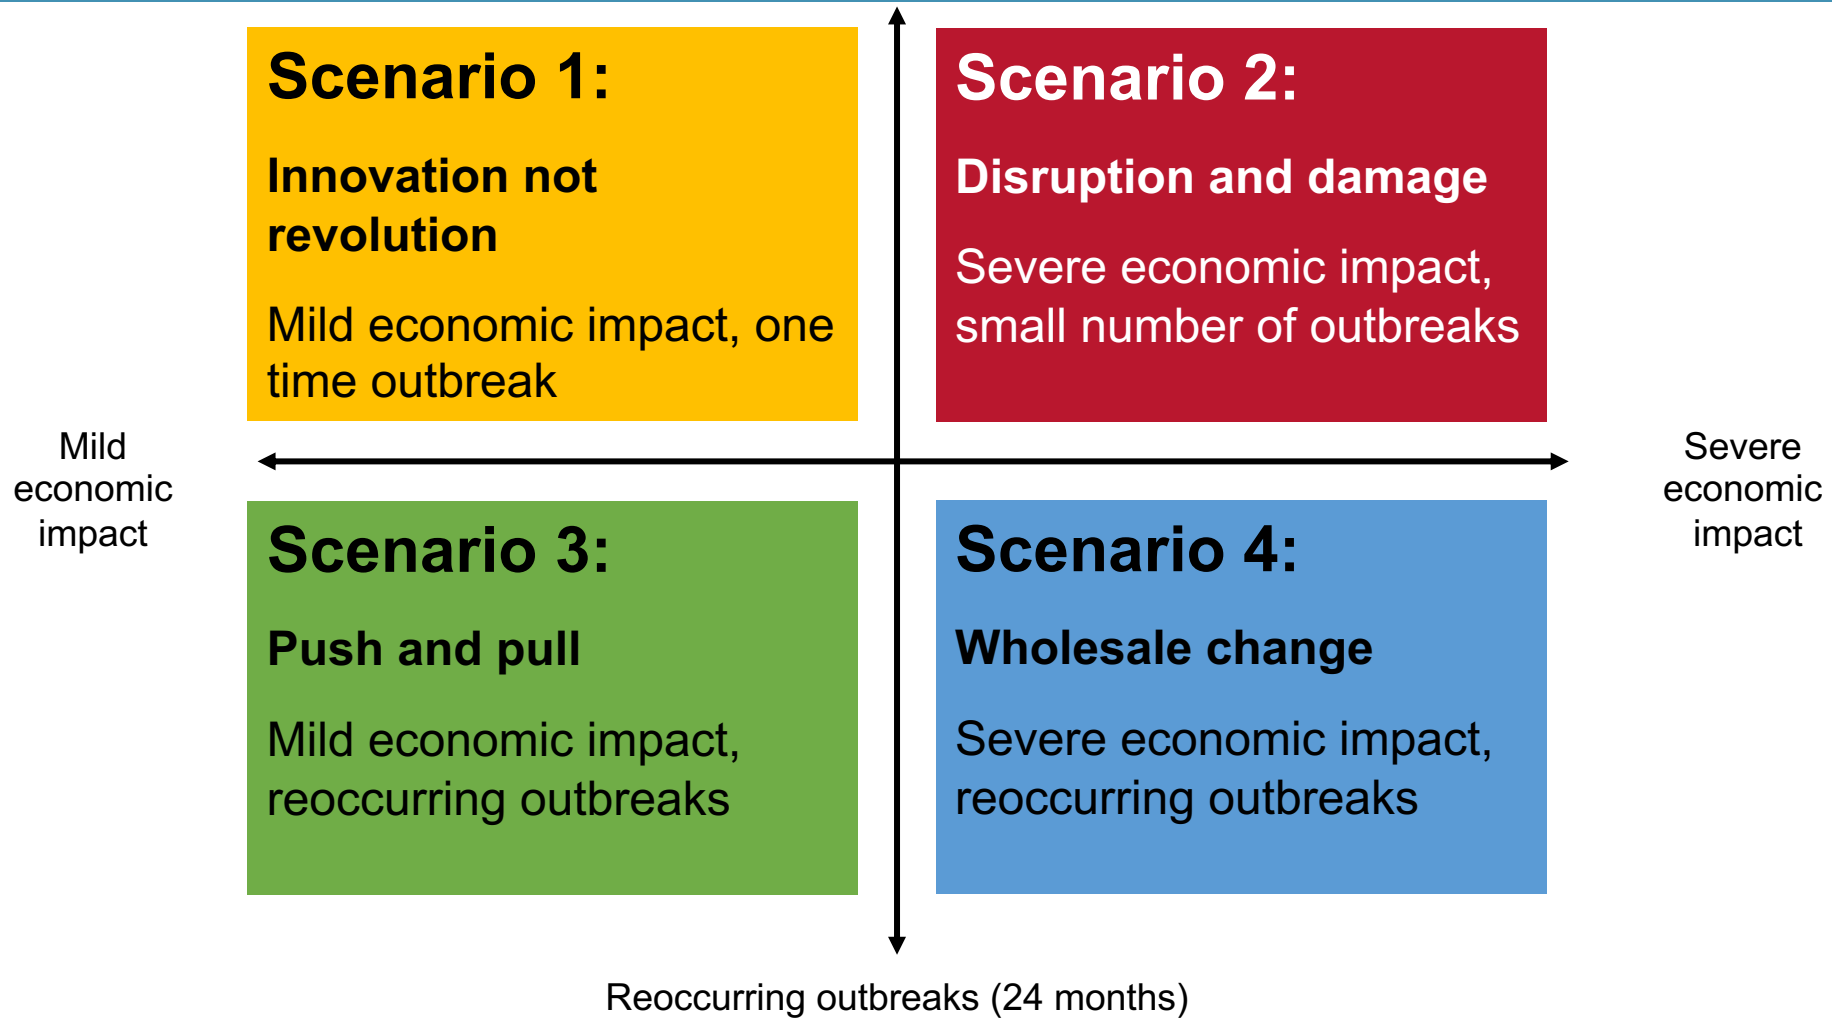 Scenario 1:
Innovation not
revolution
Mild economic impact, one
time outbreak
Scenario 2:
Disruption and damage
Severe economic impact,
small number of outbreaks
Mild
economic
impact
Severe
economic
impact
Scenario 3:
Push and pull
Mild economic impact,
reoccurring outbreaks
Scenario 4:
Wholesale change
Severe economic impact,
reoccurring outbreaks
Reoccurring outbreaks (24 months)